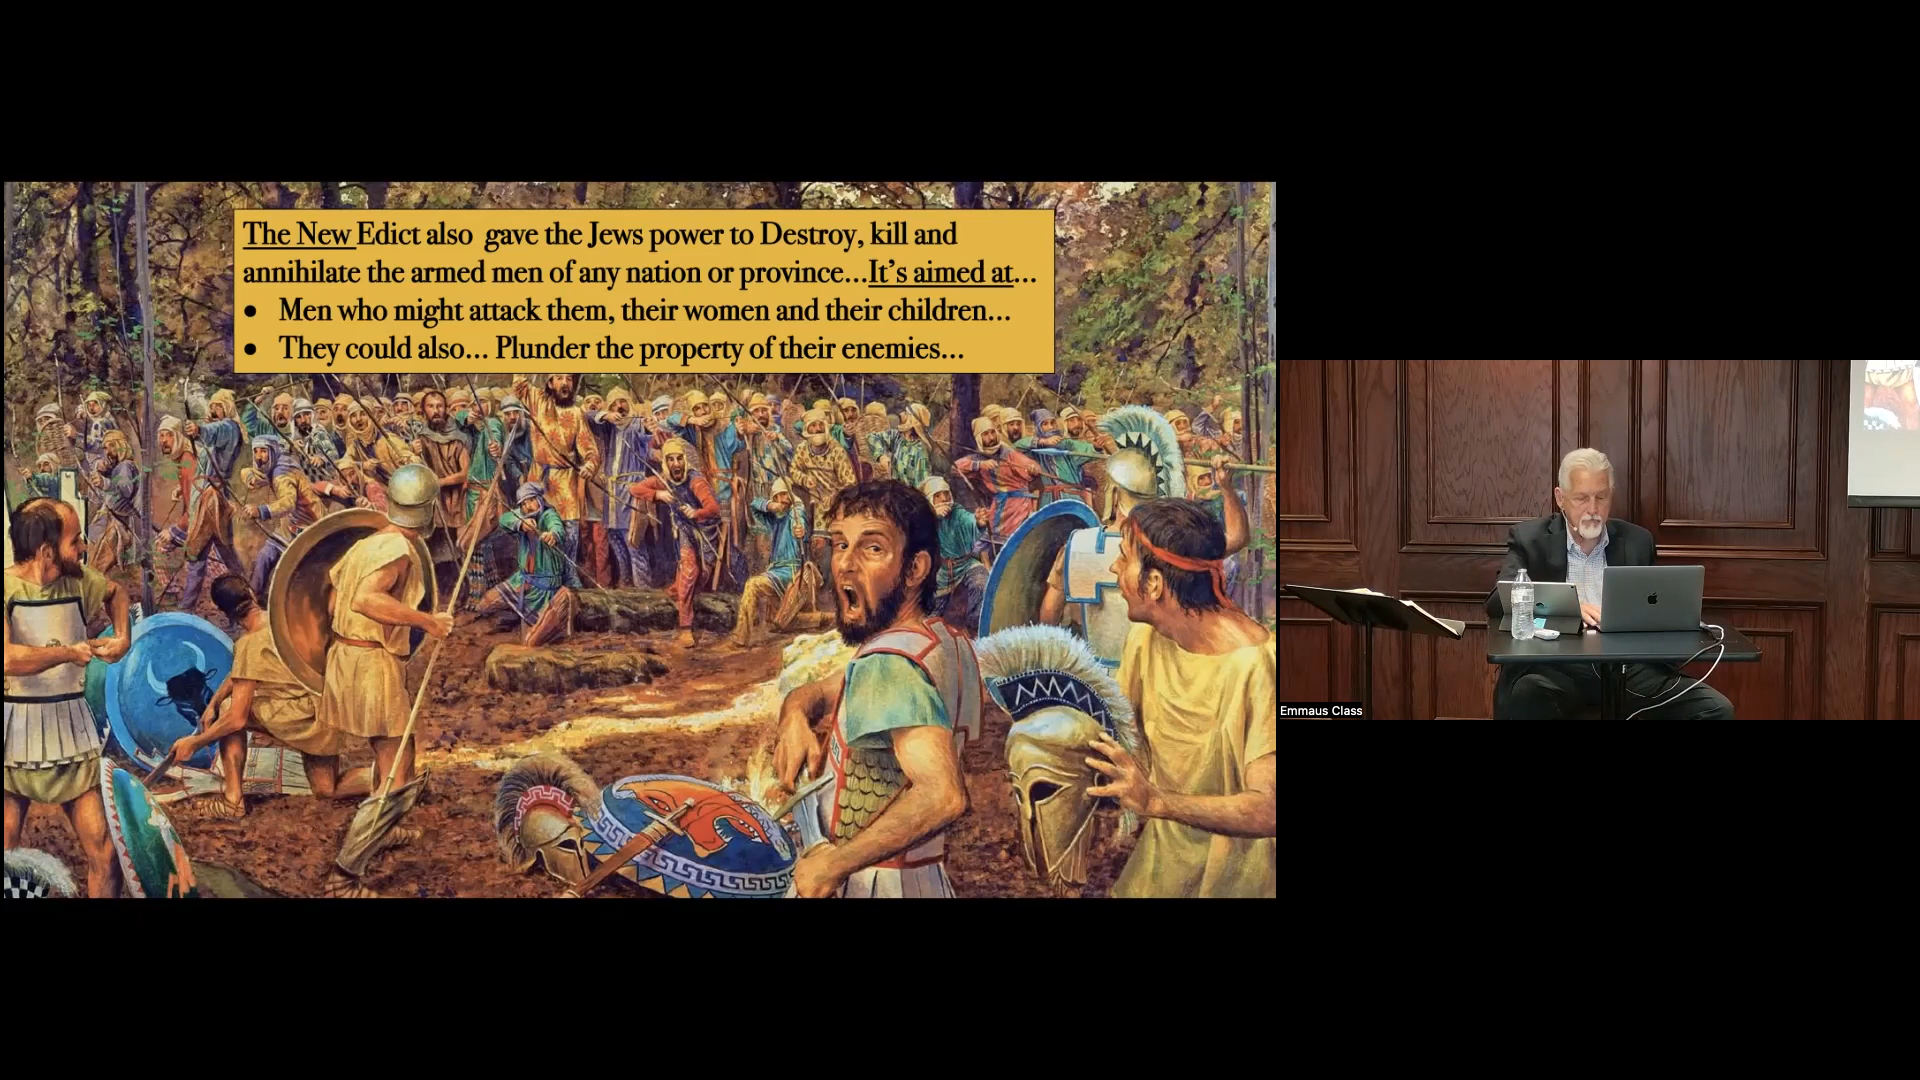 The New Edict also  gave the Jews power to Destroy, kill and
annihilate the armed men of any nation or province...It's aimed at...
• Men who might attack them, their women and their children...
• They could also... Plunder the property of their enemies...
Emmaus Class